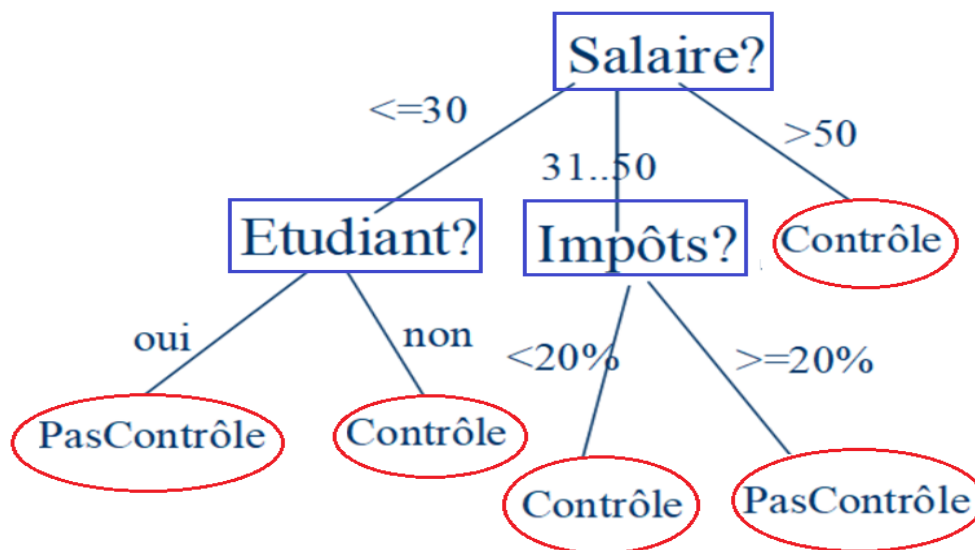 Salaire?
<=30
>50
31..50
Etudiant?
Impôts?
Contrôle
oui
non
<20%
>=20%
PasContrôle
Contrôle
Contrôle
PasContrôle